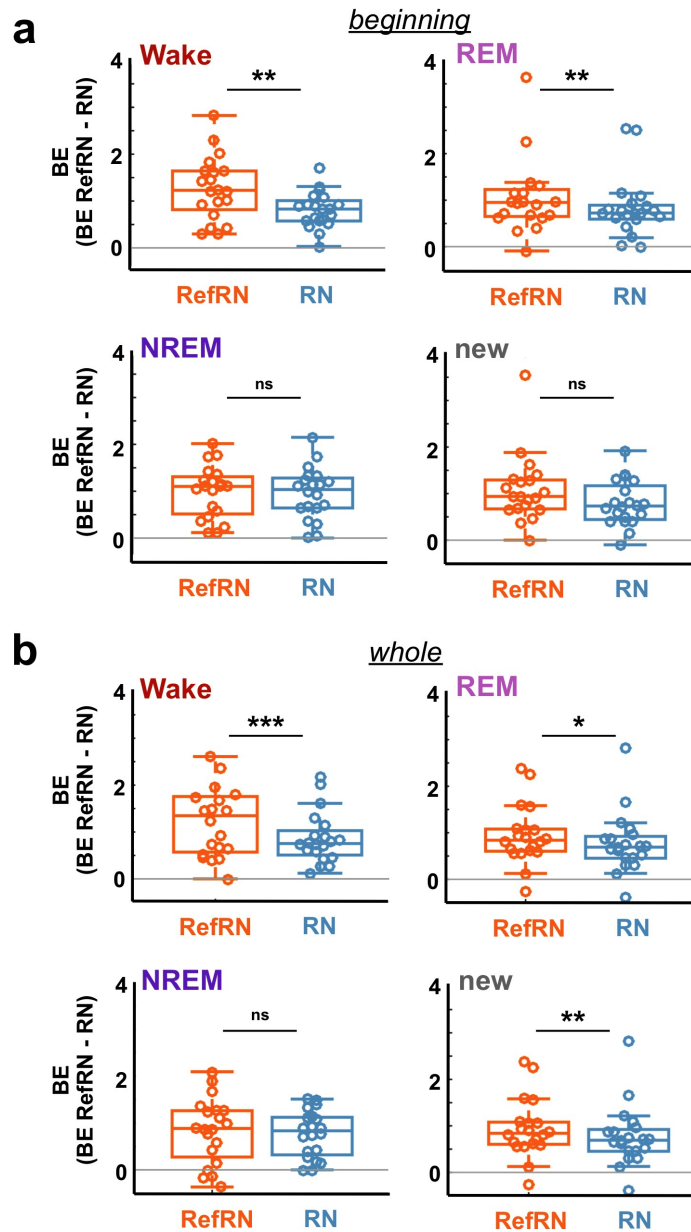 a
beginning
Wake
REM
4
2
0
BE
(BE RefRN - RN)
**
RefRN
RN
4
2
0
**
RefRN
RN
NREM
new
4
2
0
BE
(BE RefRN - RN)
ns
RefRN
RN
4
2
0
ns
RefRN
RN
b
whole
Wake
REM
4
2
0
BE
(BE RefRN - RN)
***
RefRN
RN
4
2
0
*
RefRN
RN
NREM
new
4
2
0
BE
(BE RefRN - RN)
ns
RefRN
RN
4
2
0
**
RefRN
RN